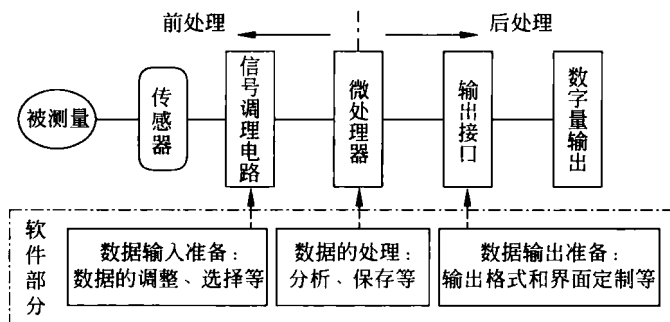 前处理
后处理
被测量
传感器
信号调理电路
微处理器
输出接口
数字量输出
软件部分
数据输入准备：
数据的调整、选择等
数据的处理：
分析、保存等
数据输出准备：
输出格式和界面定制等